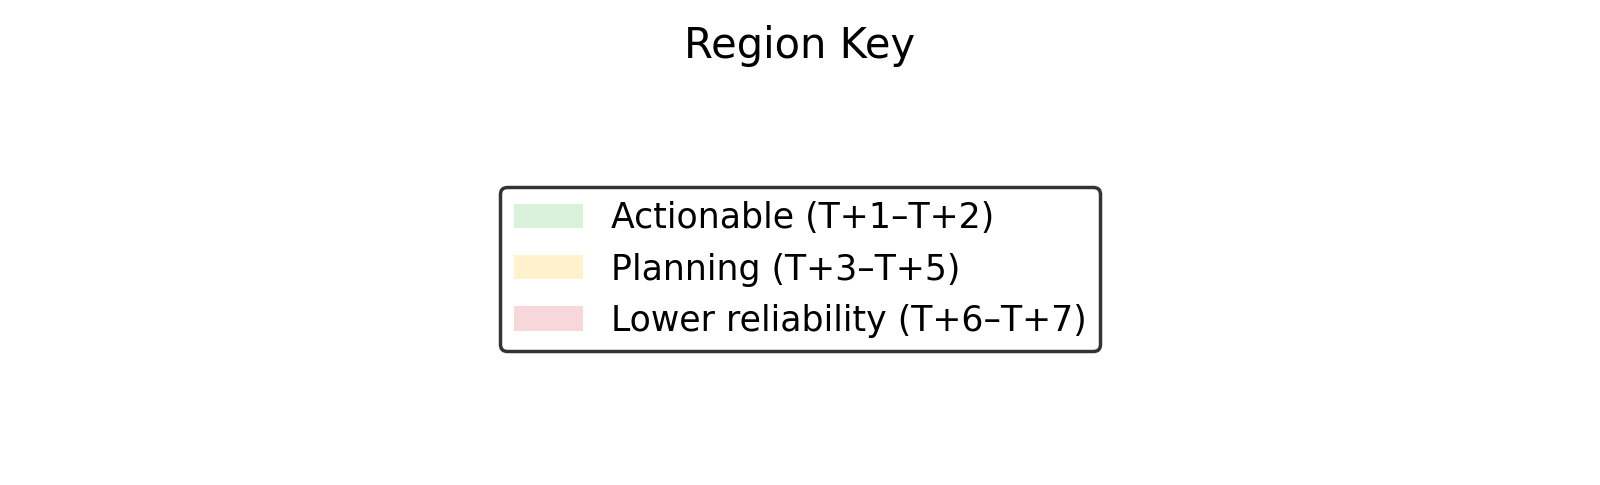 Region Key
Actionable (T+1–T+2)
Planning (T+3–T+5)
Lower reliability (T+6–T+7)